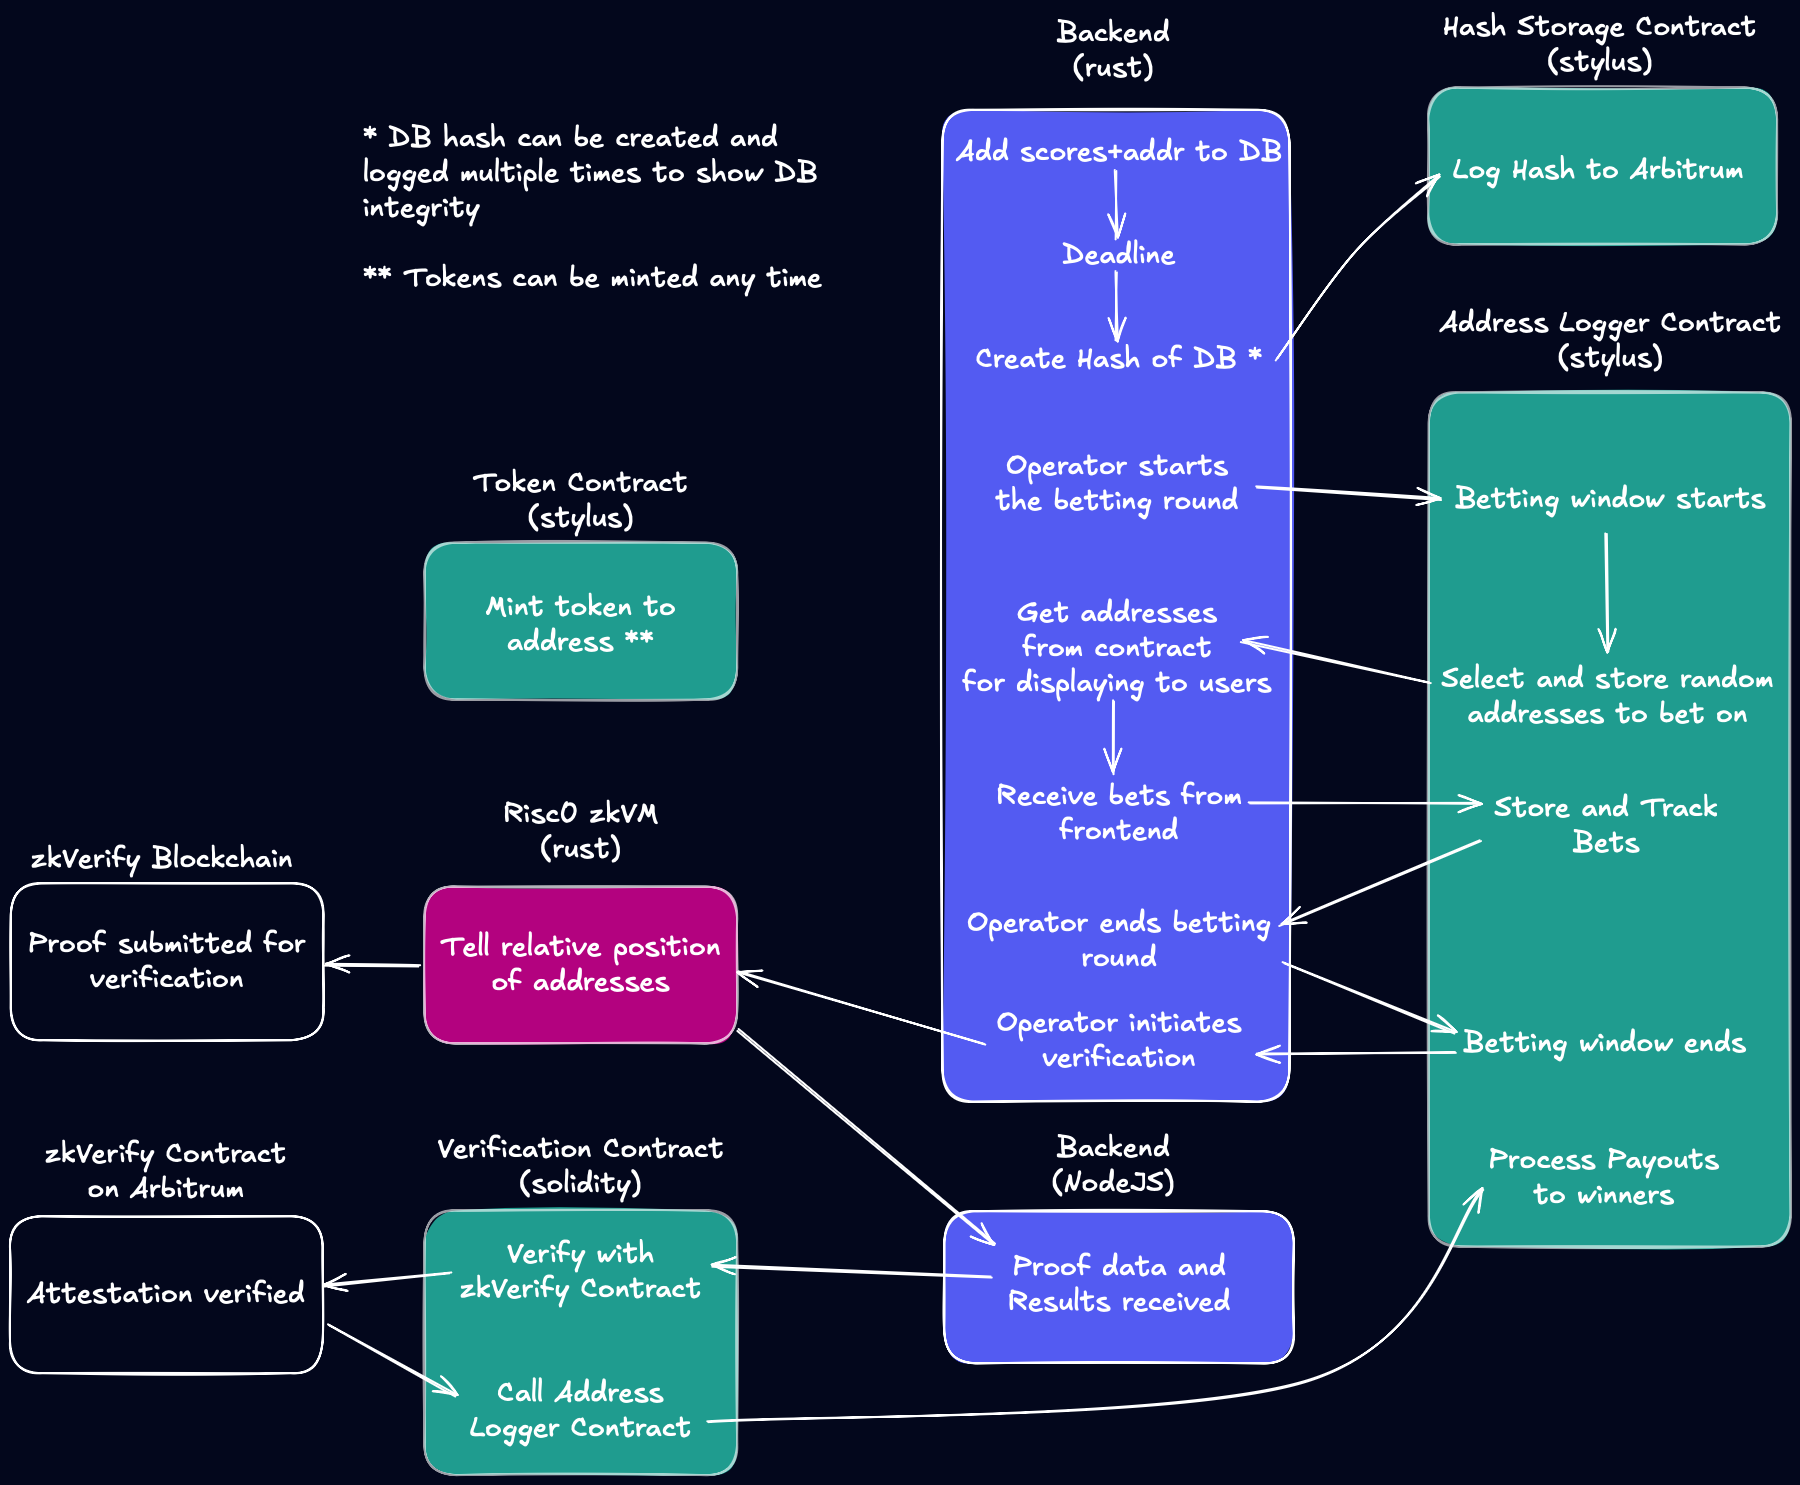 Backend
(rust)
Add scores+addr to DB
Deadline
Create Hash of DB *
Operator starts
the betting round
Get addresses
from contract
for displaying to users
Receive bets from
frontend
Operator ends betting
round
Operator initiates
verification
Hash Storage Contract
(stylus)
Log Hash to Arbitrum
Address Logger Contract
(stylus)
Betting window starts
Select and store random
addresses to bet on
Store and Track
Bets
Betting window ends
Process Payouts
to winners
* DB hash can be created and
logged multiple times to show DB
integrity
** Tokens can be minted any time
Token Contract
(stylus)
Mint token to
address **
Risc0 zkVM
(rust)
Tell relative position
of addresses
zkVerify Blockchain
Proof submitted for
verification
zkVerify Contract
on Arbitrum
Attestation verified
Verification Contract
(solidity)
Verify with
zkVerify Contract
Call Address
Logger Contract
Backend
(NodeJS)
Proof data and
Results received